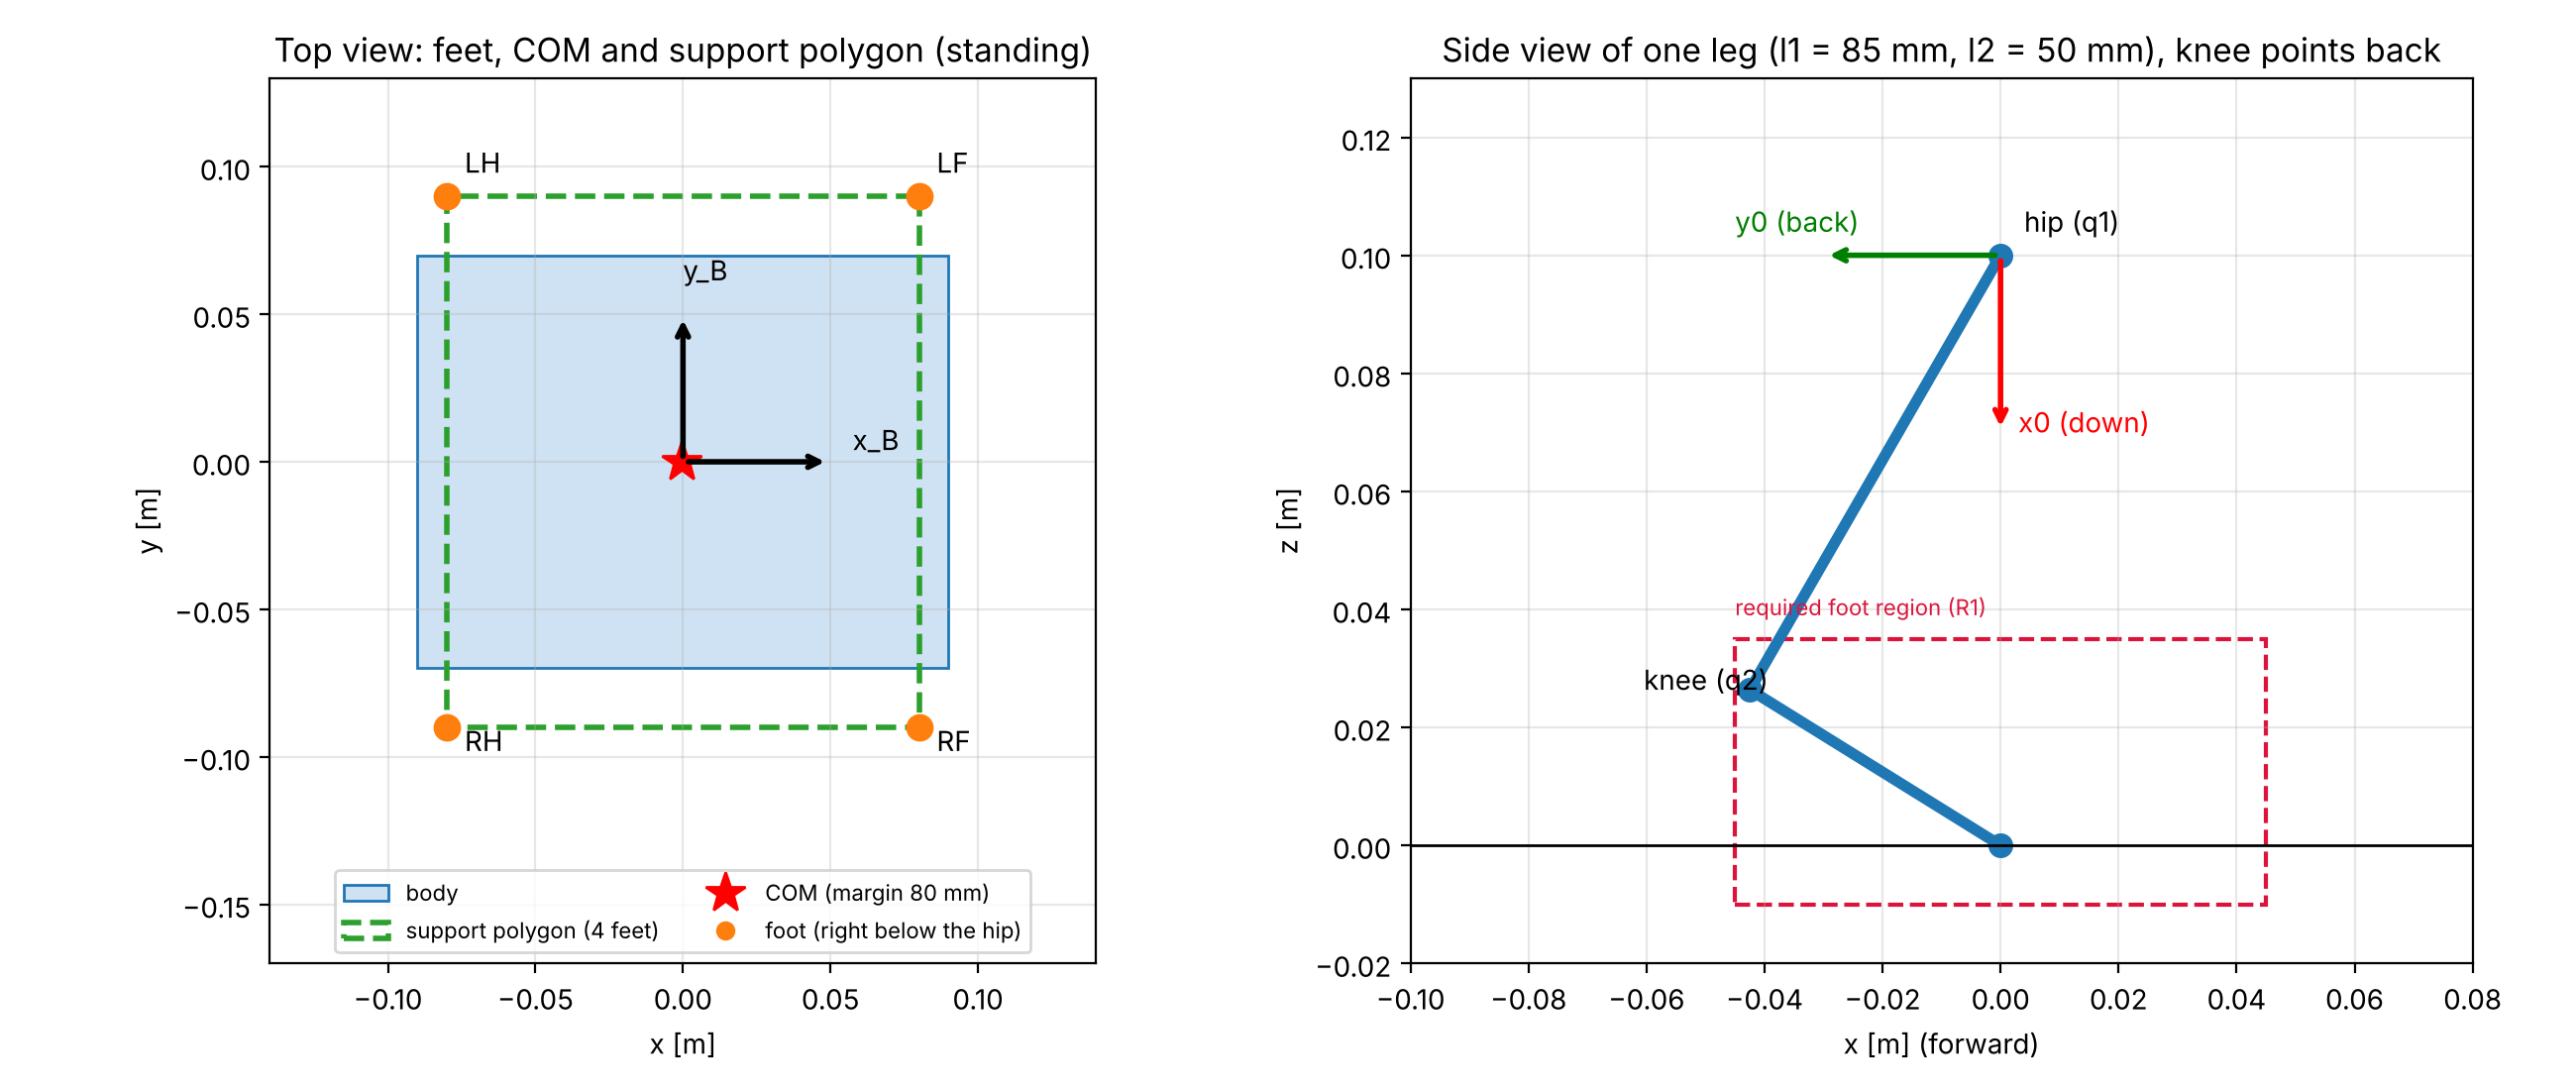 Top view: feet, COM and support polygon (standing)
LH
LF
y_B
x_B
RH
RF
0.10
0.05
0.00
−0.05
−0.10
−0.15
y [m]
body
support polygon (4 feet)
COM (margin 80 mm)
foot (right below the hip)
−0.10
−0.05
0.00
0.05
0.10
x [m]
Side view of one leg (l1 = 85 mm, l2 = 50 mm), knee points back
y0 (back)
hip (q1)
x0 (down)
required foot region (R1)
knee (q2)
0.12
0.10
0.08
0.06
0.04
0.02
0.00
−0.02
z [m]
−0.10
−0.08
−0.06
−0.04
−0.02
0.00
0.02
0.04
0.06
0.08
x [m] (forward)